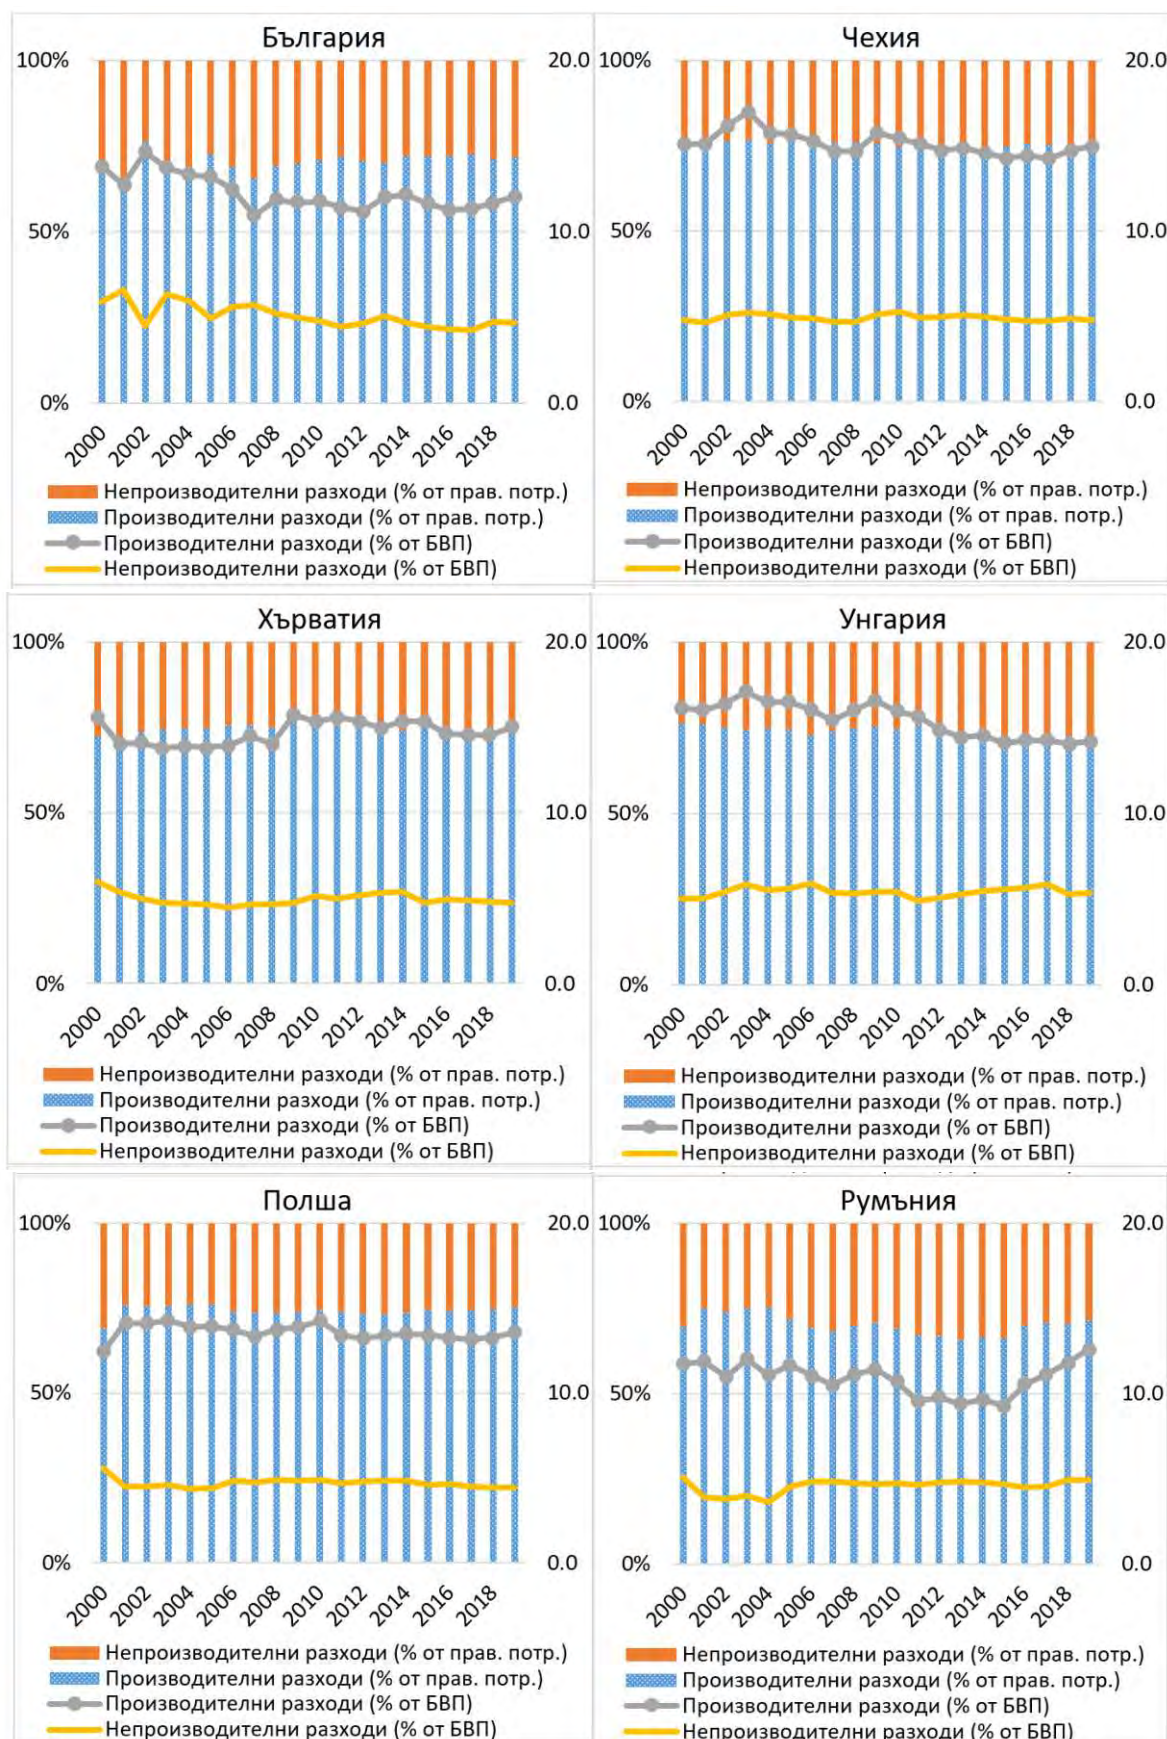 България
100%
50%
0%
20.0
10.0
0.0
2000 2002 2004 2006 2008 2010 2012 2014 2016 2018
Непроизводителни разходи (% от прав. потр.)
Производителни разходи (% от прав. потр.)
Производителни разходи (% от БВП)
Непроизводителни разходи (% от БВП)
Чехия
100%
50%
0%
20.0
10.0
0.0
2000 2002 2004 2006 2008 2010 2012 2014 2016 2018
Непроизводителни разходи (% от прав. потр.)
Производителни разходи (% от прав. потр.)
Производителни разходи (% от БВП)
Непроизводителни разходи (% от БВП)
Хърватия
100%
50%
0%
20.0
10.0
0.0
2000 2002 2004 2006 2008 2010 2012 2014 2016 2018
Непроизводителни разходи (% от прав. потр.)
Производителни разходи (% от прав. потр.)
Производителни разходи (% от БВП)
Непроизводителни разходи (% от БВП)
Унгария
100%
50%
0%
20.0
10.0
0.0
2000 2002 2004 2006 2008 2010 2012 2014 2016 2018
Непроизводителни разходи (% от прав. потр.)
Производителни разходи (% от прав. потр.)
Производителни разходи (% от БВП)
Непроизводителни разходи (% от БВП)
Полша
100%
50%
0%
20.0
10.0
0.0
2000 2002 2004 2006 2008 2010 2012 2014 2016 2018
Непроизводителни разходи (% от прав. потр.)
Производителни разходи (% от прав. потр.)
Производителни разходи (% от БВП)
Непроизводителни разходи (% от БВП)
Румъния
100%
50%
0%
20.0
10.0
0.0
2000 2002 2004 2006 2008 2010 2012 2014 2016 2018
Непроизводителни разходи (% от прав. потр.)
Производителни разходи (% от прав. потр.)
Производителни разходи (% от БВП)
Непроизводителни разходи (% от БВП)